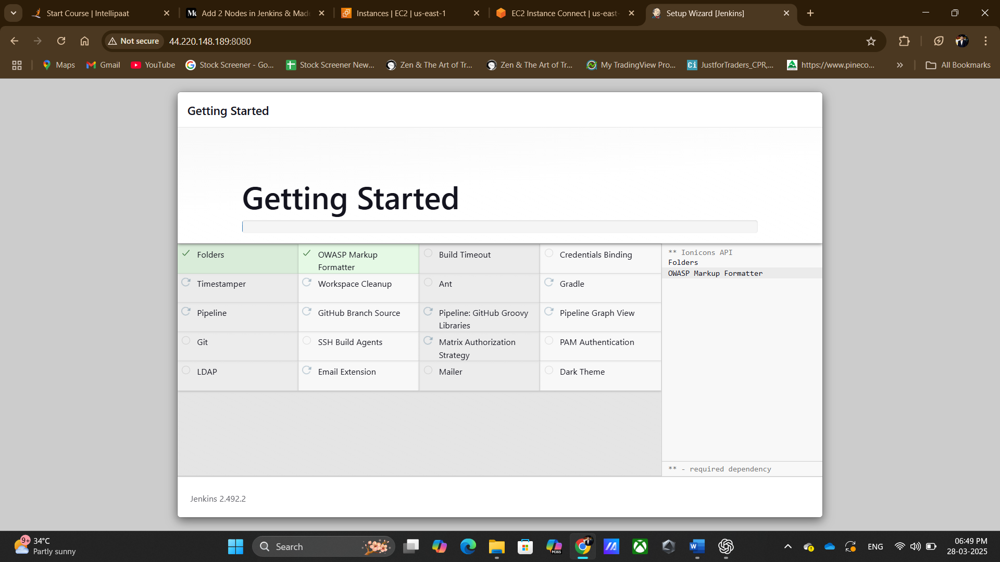 Start Course | Intellipaat
Add 2 Nodes in Jenkins & Made
Instances | EC2 | us-east-1
EC2 Instance Connect | us-east-
Setup Wizard [Jenkins]
Not secure
44.220.148.189:8080
Maps
Gmail
YouTube
Stock Screener - Go...
Stock Screener New...
Zen & The Art of Tr...
Zen & The Art of Tr...
My TradingView Pro...
Ci
JustforTraders_CPR,...
https://www.pineco...
All Bookmarks
Getting Started
Getting Started
Folders
OWASP Markup
Formatter
Build Timeout
Credentials Binding
Timestamper
Workspace Cleanup
Ant
Gradle
Pipeline
GitHub Branch Source
Pipeline: GitHub Groovy
Libraries
Pipeline Graph View
Git
SSH Build Agents
Matrix Authorization
Strategy
PAM Authentication
LDAP
Email Extension
Mailer
Dark Theme
** Ionicons API
Folders
OWASP Markup Formatter
** - required dependency
Jenkins 2.492.2
9+
34°C
Partly sunny
Search
M365
W
ENG
06:49 PM
28-03-2025